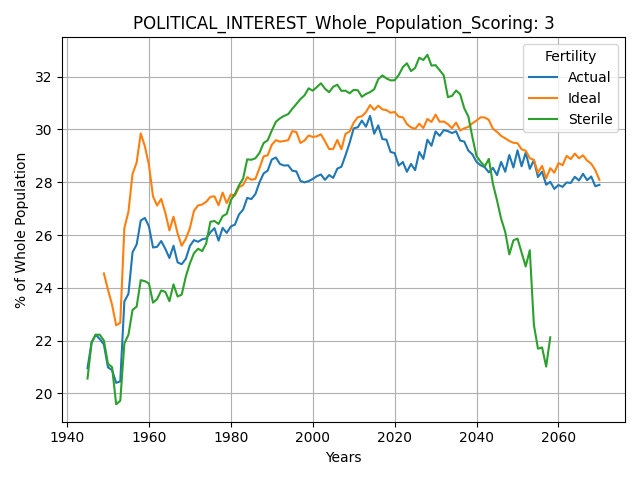 POLITICAL_INTEREST_Whole_Population_Scoring: 3
Fertility
Actual
Ideal
Sterile
% of Whole Population
32
30
28
26
24
22
20
1940
1960
1980
2000
2020
2040
2060
Years